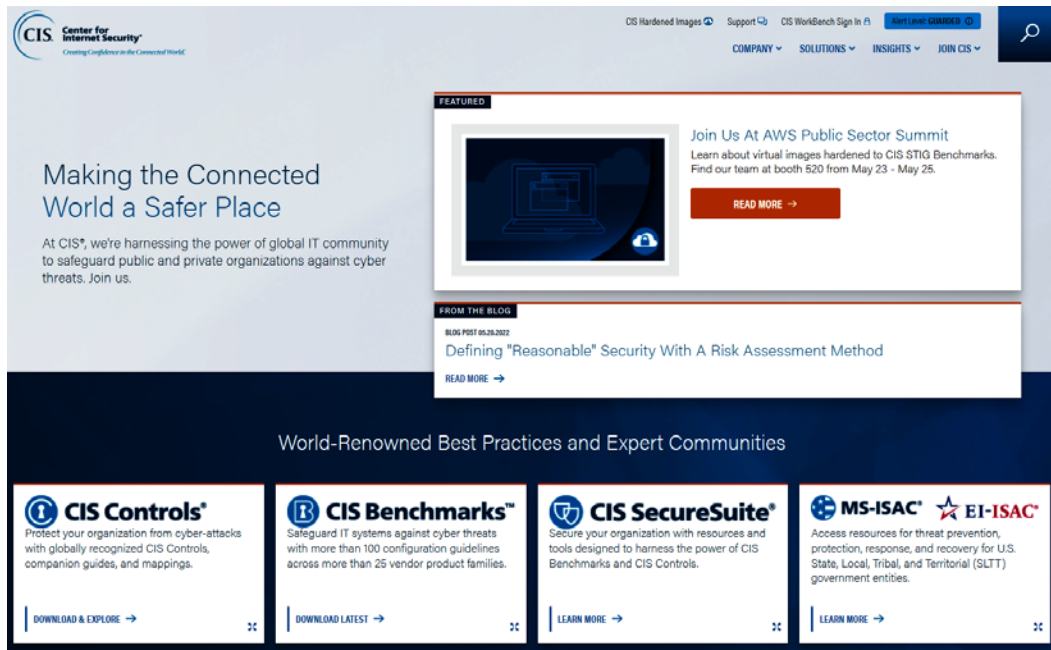 CIS. Center for Internet Security®
Creating Confidence in the Connected World.
CIS Hardened Images Support CIS WorkBench Sign In Alert Level: GUARDED
COMPANY SOLUTIONS INSIGHTS JOIN CIS
FEATURED
Join Us At AWS Public Sector Summit
Learn about virtual images hardened to CIS STIG Benchmarks.
Find our team at booth 520 from May 23 - May 25.
READ MORE →
Making the Connected
World a Safer Place
At CIS®, we're harnessing the power of global IT community
to safeguard public and private organizations against cyber
threats. Join us.
FROM THE BLOG
BLOG POST 05.20.2022
Defining "Reasonable" Security With A Risk Assessment Method
READ MORE →
World-Renowned Best Practices and Expert Communities
CIS Controls®
Protect your organization from cyber-attacks
with globally recognized CIS Controls,
companion guides, and mappings.
DOWNLOAD & EXPLORE →
CIS Benchmarks™
Safeguard IT systems against cyber threats
with more than 100 configuration guidelines
across more than 25 vendor product families.
DOWNLOAD LATEST →
CIS SecureSuite®
Secure your organization with resources and
tools designed to harness the power of CIS
Benchmarks and CIS Controls.
LEARN MORE →
MS-ISAC® EI-ISAC®
Access resources for threat prevention,
protection, response, and recovery for U.S.
State, Local, Tribal, and Territorial (SLTT)
government entities.
LEARN MORE →